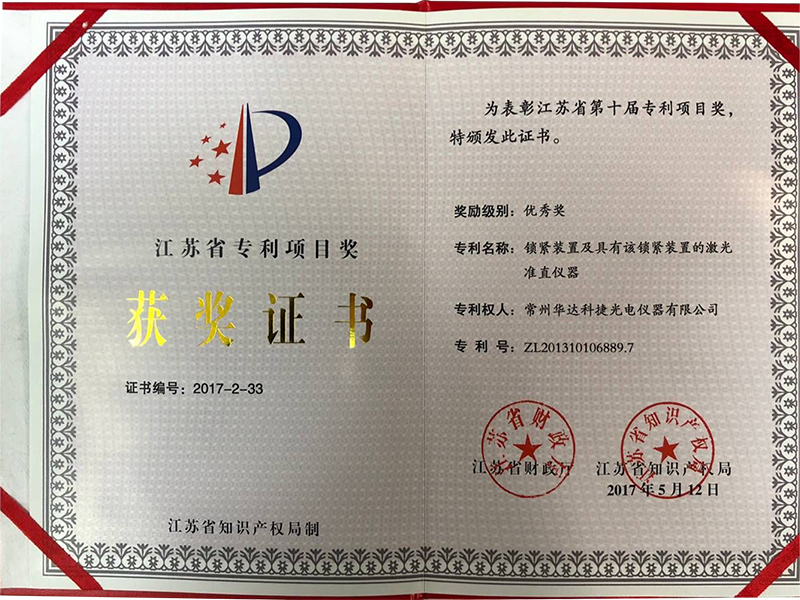 江苏省专利项目奖
获奖证书
证书编号：2017-2-33
江苏省知识产权局制
为表彰江苏省第十届专利项目奖，
特颁发此证书。
奖励级别：优秀奖
专利名称：锁紧装置及具有该锁紧装置的激光
准直仪器
专利权人：常州华达科捷光电仪器有限公司
专 利 号：ZL201310106889.7
江苏省财政厅
江苏省知识产权局
江苏省财政厅 江苏省知识产权局
2017年5月12日